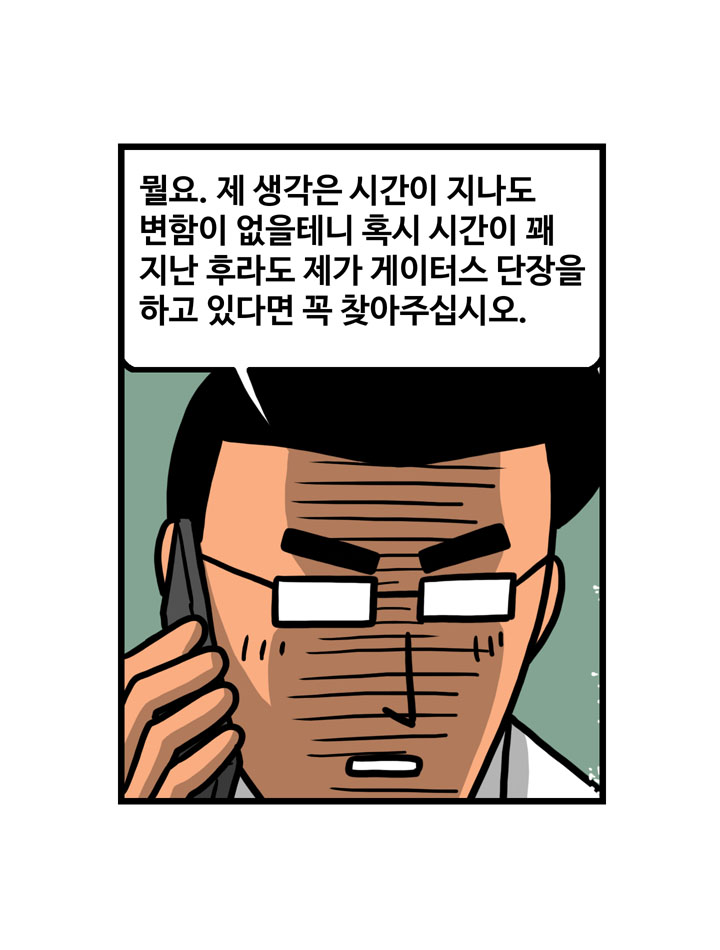 뭘요. 제 생각은 시간이 지나도
변함이 없을테니 혹시 시간이 꽤
지난 후라도 제가 게이터스 단장을
하고 있다면 꼭 찾아주십시오.